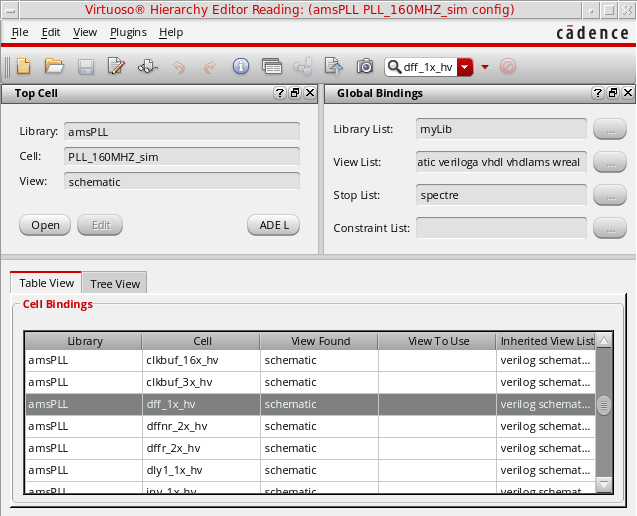 Virtuoso® Hierarchy Editor Reading: (amsPLL PLL_160MHZ_sim config)
File Edit View Plugins Help
cādence
dff_1x_hv
Top Cell
Library: amsPLL
Cell: PLL_160MHZ_sim
View: schematic
Open Edit ADE L
Global Bindings
Library List: myLib ...
View List: atic veriloga vhdl vhdlams wreal ...
Stop List: spectre ...
Constraint List: ...
Table View Tree View
Cell Bindings
Library Cell View Found View To Use Inherited View List
amsPLL clkbuf_16x_hv schematic verilog schemat...
amsPLL clkbuf_3x_hv schematic verilog schemat...
amsPLL dff_1x_hv schematic verilog schemat...
amsPLL dffnr_2x_hv schematic verilog schemat...
amsPLL dffr_2x_hv schematic verilog schemat...
amsPLL dly1_1x_hv schematic verilog schemat...
amsPLL inv_1x_hv schematic verilog schemat...